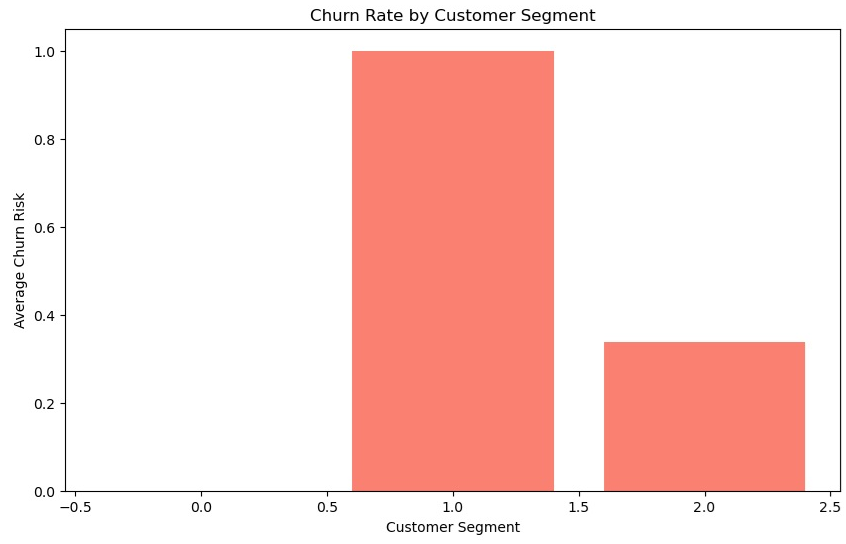 Churn Rate by Customer Segment
Average Churn Risk
1.0
0.8
0.6
0.4
0.2
0.0
−0.5 0.0 0.5 1.0 1.5 2.0 2.5
Customer Segment